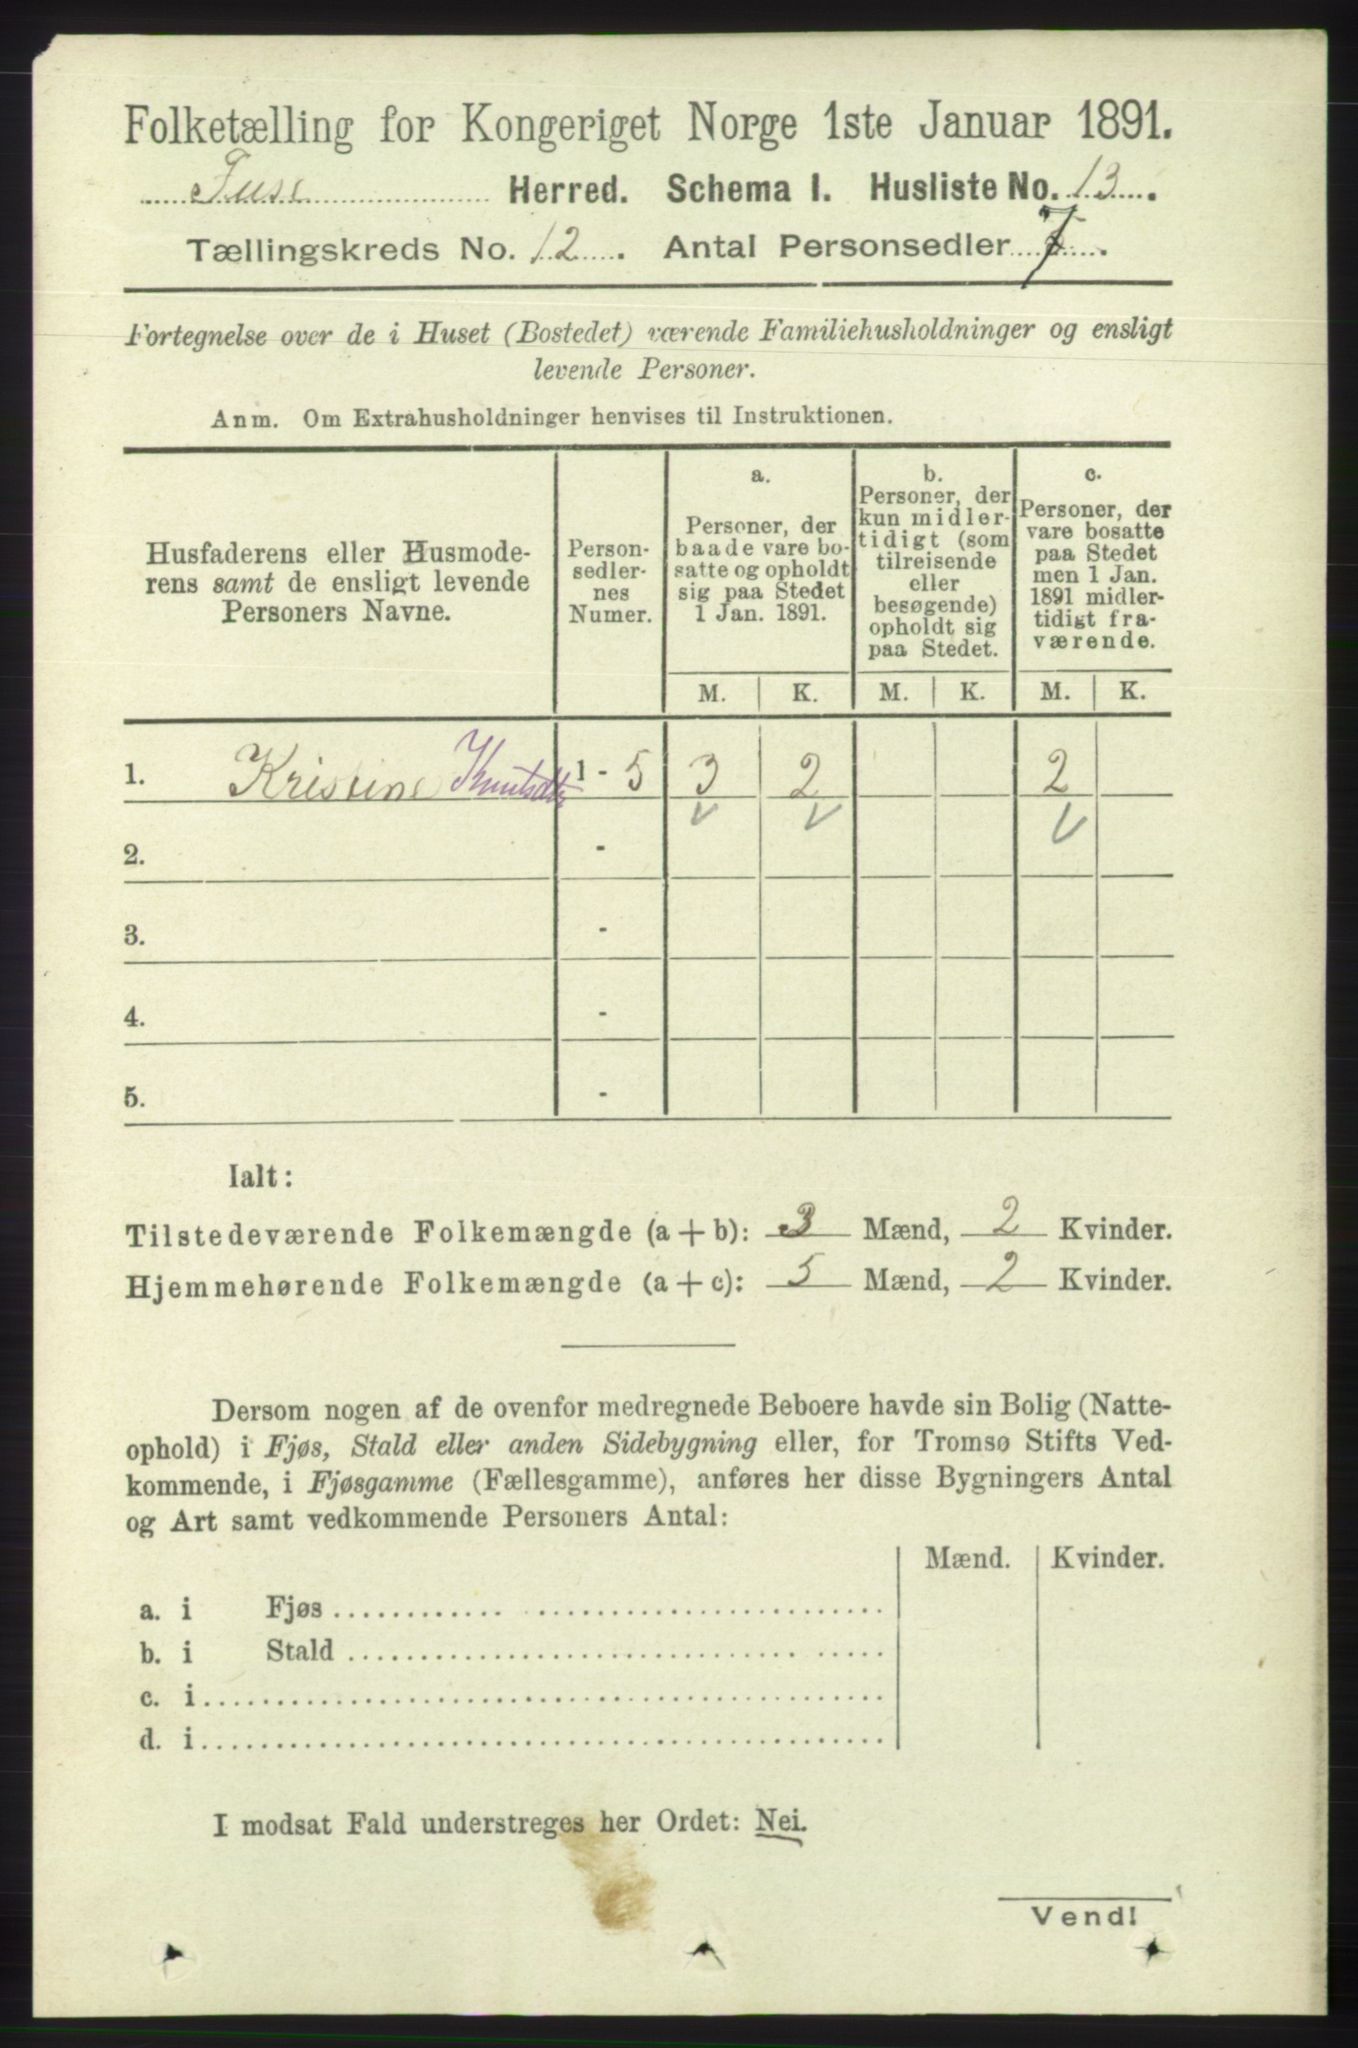 Folketælling for Kongeriget Norge 1ste Januar 1891.
Fuse Herred. Schema I. Husliste No. 13.
Tællingskreds No. 12. Antal Personsedler 7.
Fortegnelse over de i Huset (Bostedet) værende Familiehusholdninger og ensligt
levende Personer.
Anm. Om Extrahusholdninger henvises til Instruktionen.
Husfaderens eller Husmode-
rens samt de ensligt levende
Personers Navne.
Person-
sedler-
nes
Numer.
a.
Personer, der
baade vare bo-
satte og opholdt
sig paa Stedet
1 Jan. 1891.
b.
Personer, der
kun midler-
tidigt (som
tilreisende
eller
besøgende)
opholdt sig
paa Stedet.
c.
Personer, der
vare bosatte
paa Stedet
men 1 Jan.
1891 midler-
tidigt fra-
værende.
M. K. M. K. M. K.
1. Kristine Knutsdtr 1 - 5 3 2 2
2. -
3. -
4. -
5. -
Ialt:
Tilstedeværende Folkemængde (a + b): 3 Mænd, 2 Kvinder.
Hjemmehørende Folkemængde (a + c): 5 Mænd, 2 Kvinder.
Dersom nogen af de ovenfor medregnede Beboere havde sin Bolig (Natte-
ophold) i Fjøs, Stald eller anden Sidebygning eller, for Tromsø Stifts Ved-
kommende, i Fjøsgamme (Fællesgamme), anføres her disse Bygningers Antal
og Art samt vedkommende Personers Antal:
Mænd. Kvinder.
a. i Fjøs
b. i Stald
c. i
d. i
I modsat Fald understreges her Ordet: Nei.
Vend!